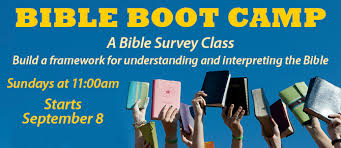 BIBLE BOOT CAMP
A Bible Survey Class
Build a framework for understanding and interpreting the Bible
Sundays at 11:00am
Starts
September 8